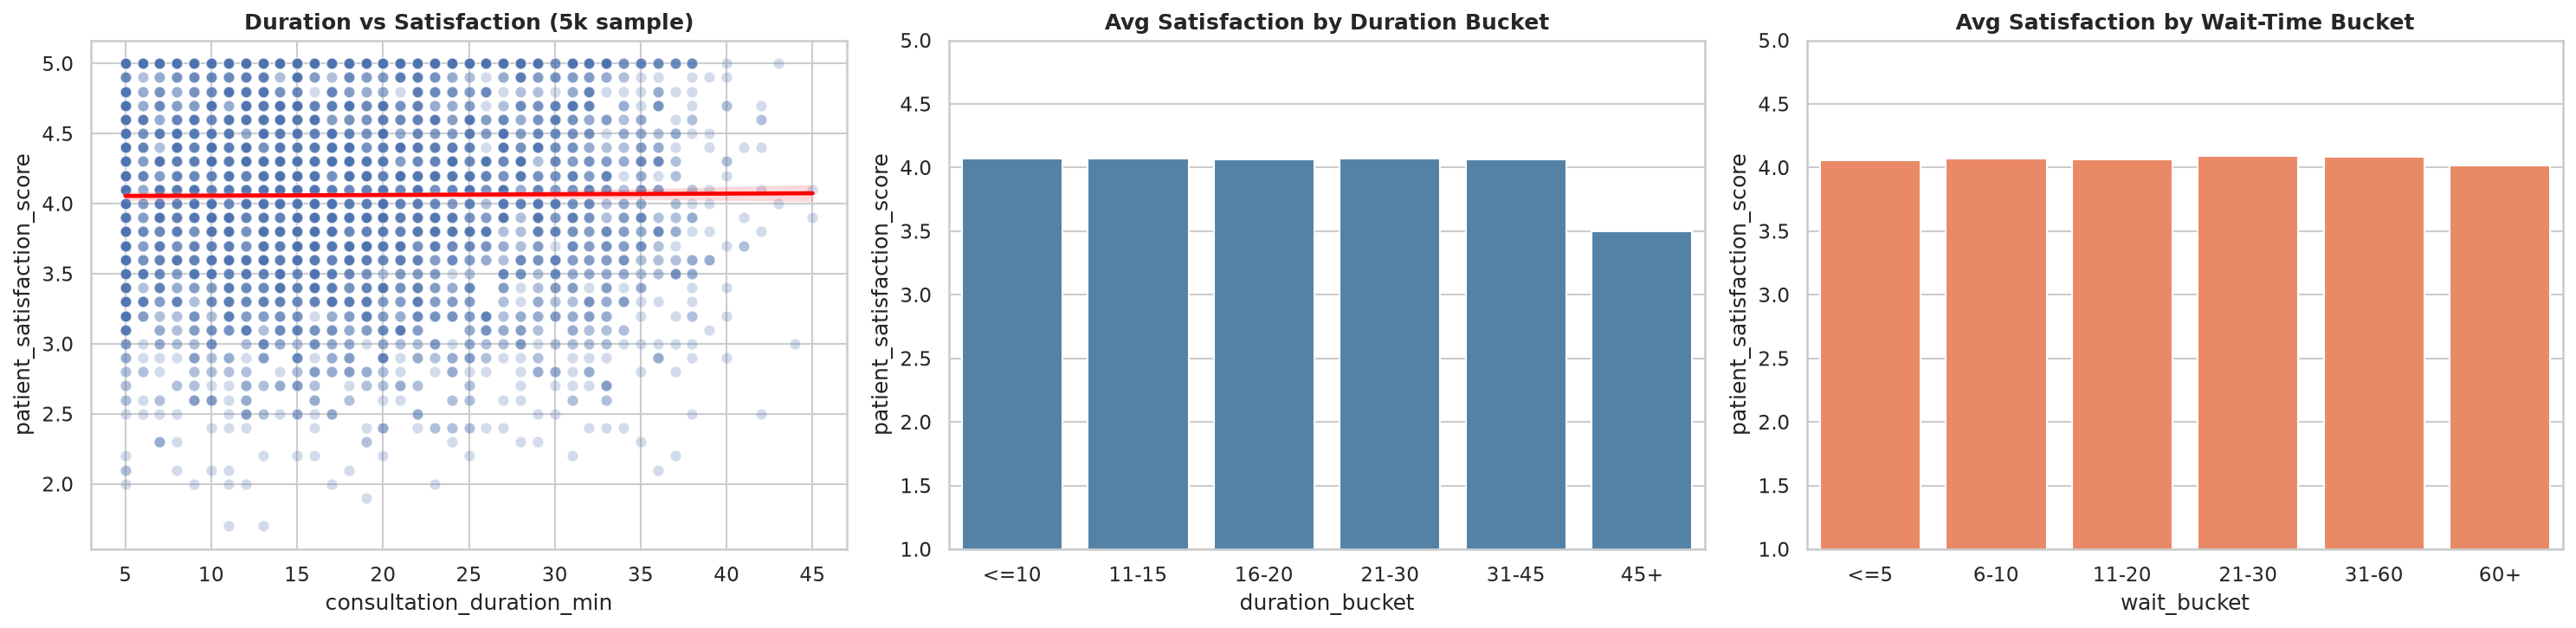 Duration vs Satisfaction (5k sample)
patient_satisfaction_score
5.0
4.5
4.0
3.5
3.0
2.5
2.0
5 10 15 20 25 30 35 40 45
consultation_duration_min
Avg Satisfaction by Duration Bucket
patient_satisfaction_score
5.0
4.5
4.0
3.5
3.0
2.5
2.0
1.5
1.0
<=10 11-15 16-20 21-30 31-45 45+
duration_bucket
Avg Satisfaction by Wait-Time Bucket
patient_satisfaction_score
5.0
4.5
4.0
3.5
3.0
2.5
2.0
1.5
1.0
<=5 6-10 11-20 21-30 31-60 60+
wait_bucket